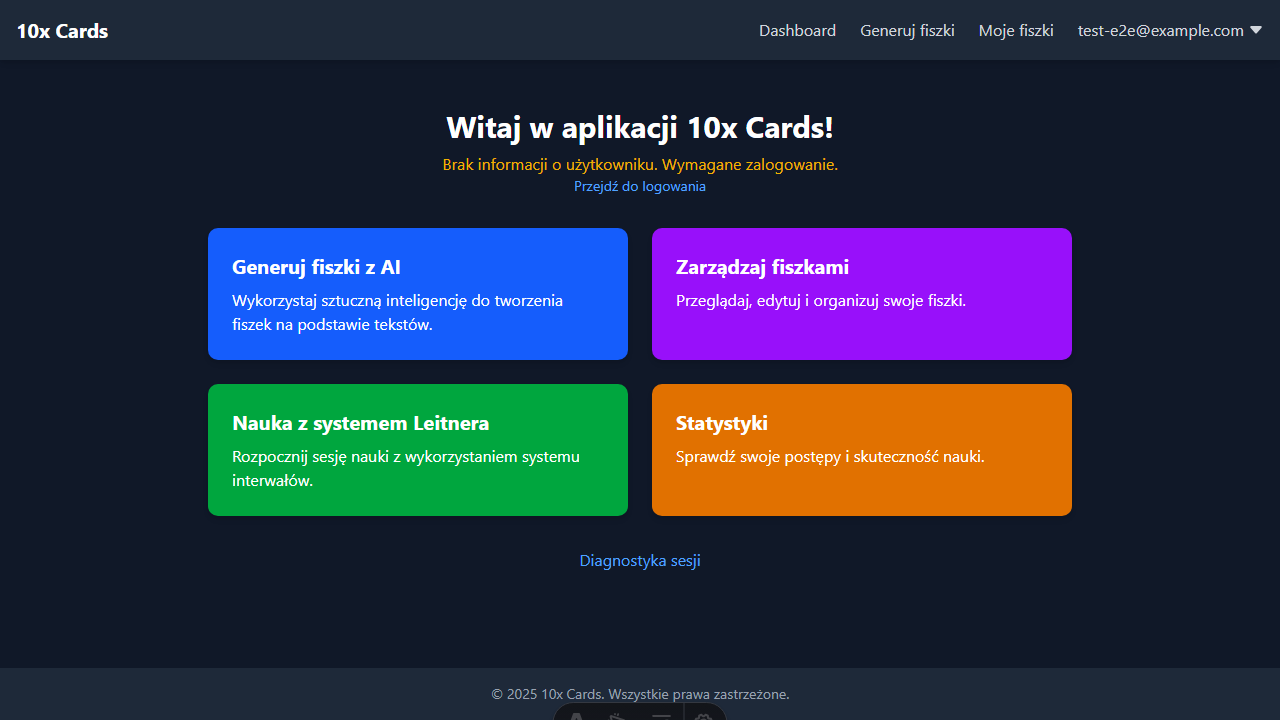 10x Cards
Dashboard
Generuj fiszki
Moje fiszki
test-e2e@example.com
Witaj w aplikacji 10x Cards!
Brak informacji o użytkowniku. Wymagane zalogowanie.
Przejdź do logowania
Generuj fiszki z AI
Wykorzystaj sztuczną inteligencję do tworzenia
fiszek na podstawie tekstów.
Zarządzaj fiszkami
Przeglądaj, edytuj i organizuj swoje fiszki.
Nauka z systemem Leitnera
Rozpocznij sesję nauki z wykorzystaniem systemu
interwałów.
Statystyki
Sprawdź swoje postępy i skuteczność nauki.
Diagnostyka sesji
© 2025 10x Cards. Wszystkie prawa zastrzeżone.